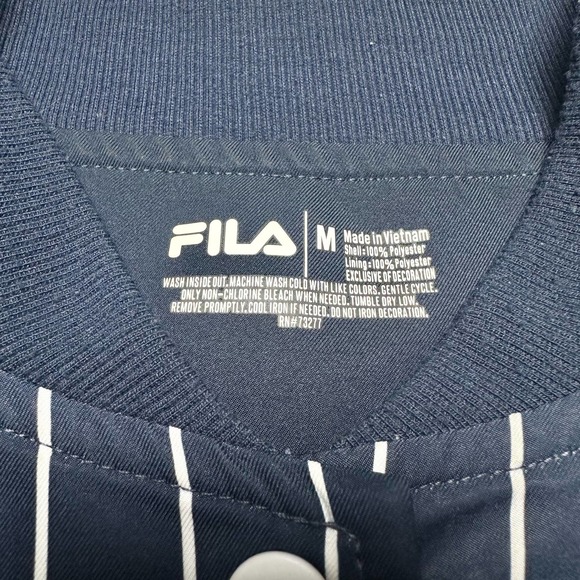 FILA
M
Made in Vietnam
Shell:100% Polyester
Lining:100% Polyester
EXCLUSIVE OF DECORATION
WASH INSIDE OUT. MACHINE WASH COLD WITH LIKE COLORS. GENTLE CYCLE.
ONLY NON-CHLORINE BLEACH WHEN NEEDED. TUMBLE DRY LOW.
REMOVE PROMPTLY. COOL IRON IF NEEDED. DO NOT IRON DECORATION.
RN#73277